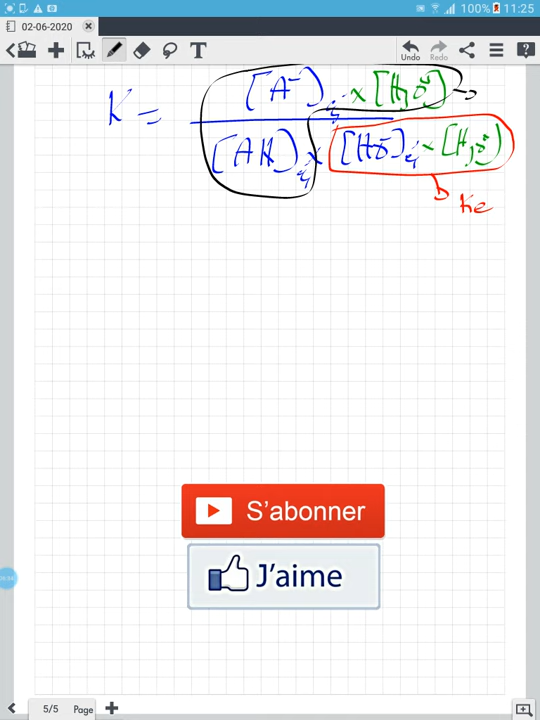 100% 11:25
02-06-2020
T
Undo Redo
[A⁻]éq × [H₃O⁺]
K =
[AH]éq × [HO⁻]éq × [H₃O⁺]
Ke
S'abonner
J'aime
5/5 Page